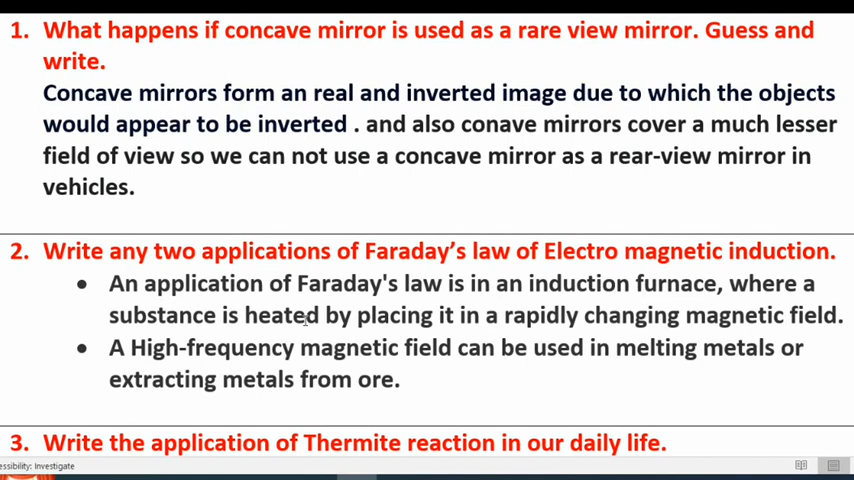 1. What happens if concave mirror is used as a rare view mirror. Guess and
write.
Concave mirrors form an real and inverted image due to which the objects
would appear to be inverted . and also conave mirrors cover a much lesser
field of view so we can not use a concave mirror as a rear-view mirror in
vehicles.
2. Write any two applications of Faraday’s law of Electro magnetic induction.
• An application of Faraday's law is in an induction furnace, where a
substance is heated by placing it in a rapidly changing magnetic field.
• A High-frequency magnetic field can be used in melting metals or
extracting metals from ore.
3. Write the application of Thermite reaction in our daily life.
essibility: Investigate